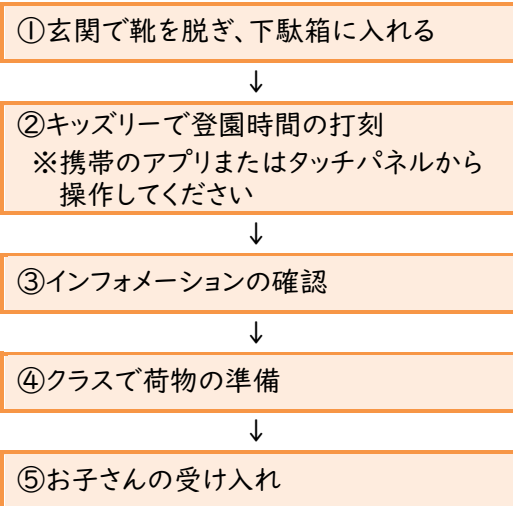 ①玄関で靴を脱ぎ、下駄箱に入れる
↓
②キッズリーで登園時間の打刻
※携帯のアプリまたはタッチパネルから
操作してください
↓
③インフォメーションの確認
↓
④クラスで荷物の準備
↓
⑤お子さんの受け入れ